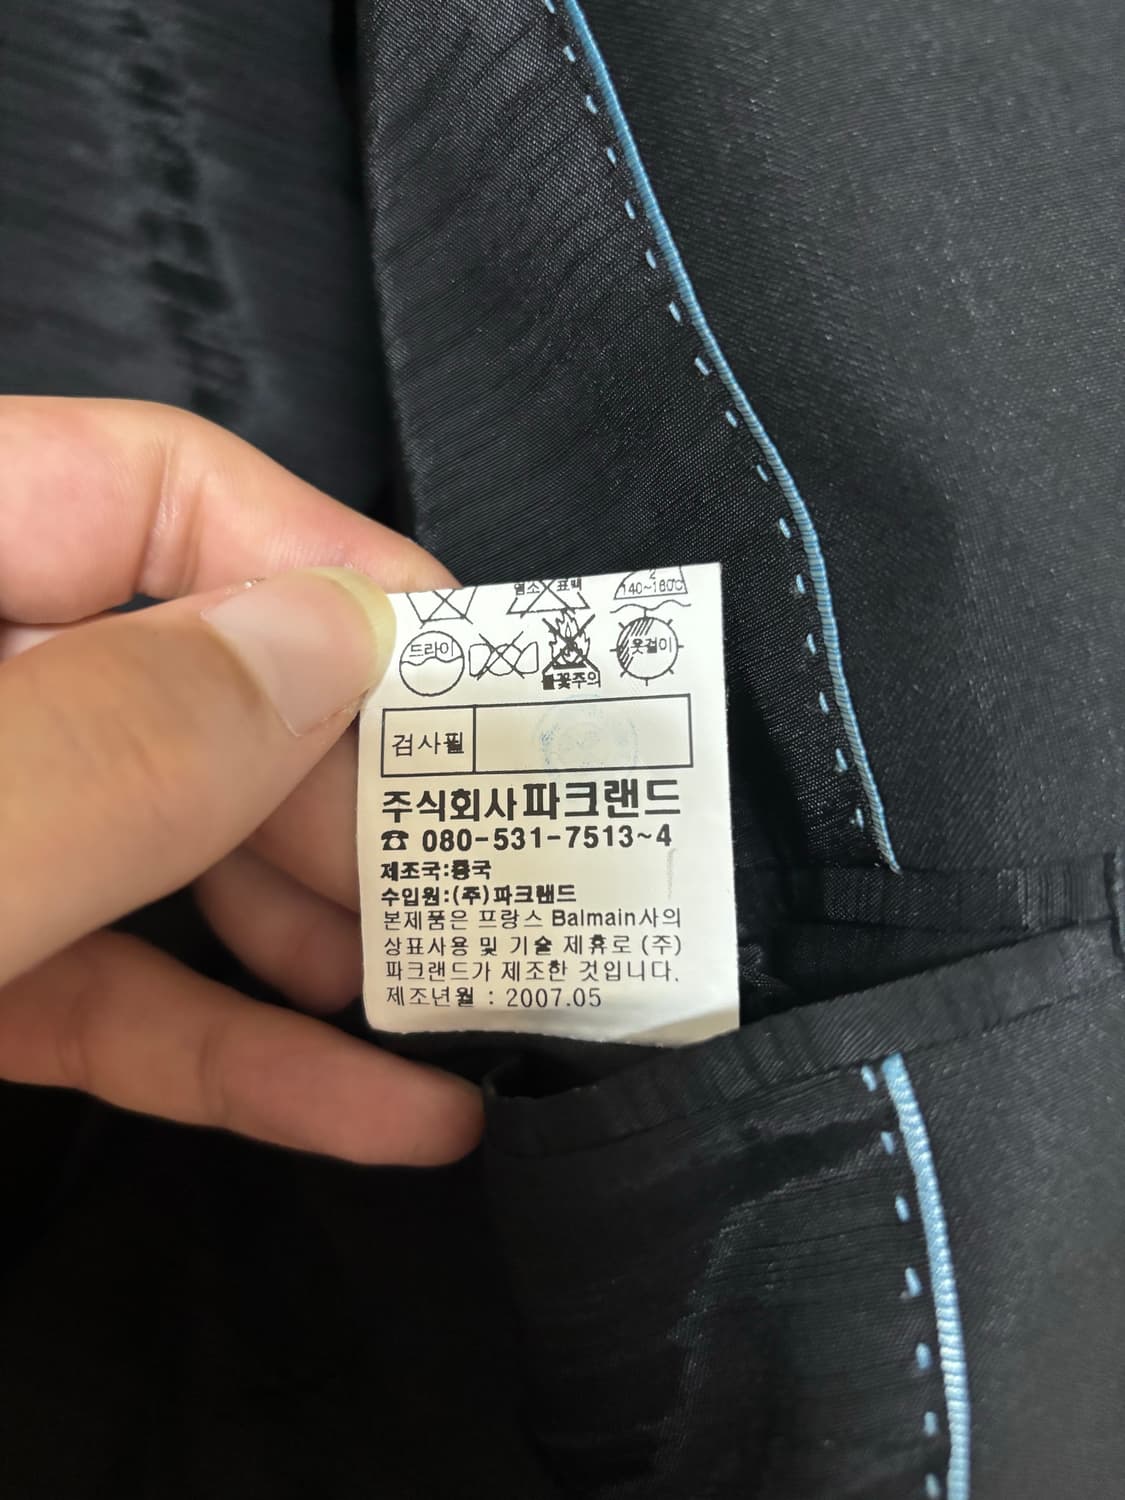 염소 표백
2
140~160℃
드라이
불꽃주의
옷걸이
검사필
주식회사 파크랜드
☎ 080-531-7513~4
제조국:중국
수입원:(주)파크랜드
본제품은 프랑스 Balmain사의
상표사용 및 기술 제휴로 (주)
파크랜드가 제조한 것입니다.
제조년월 : 2007.05